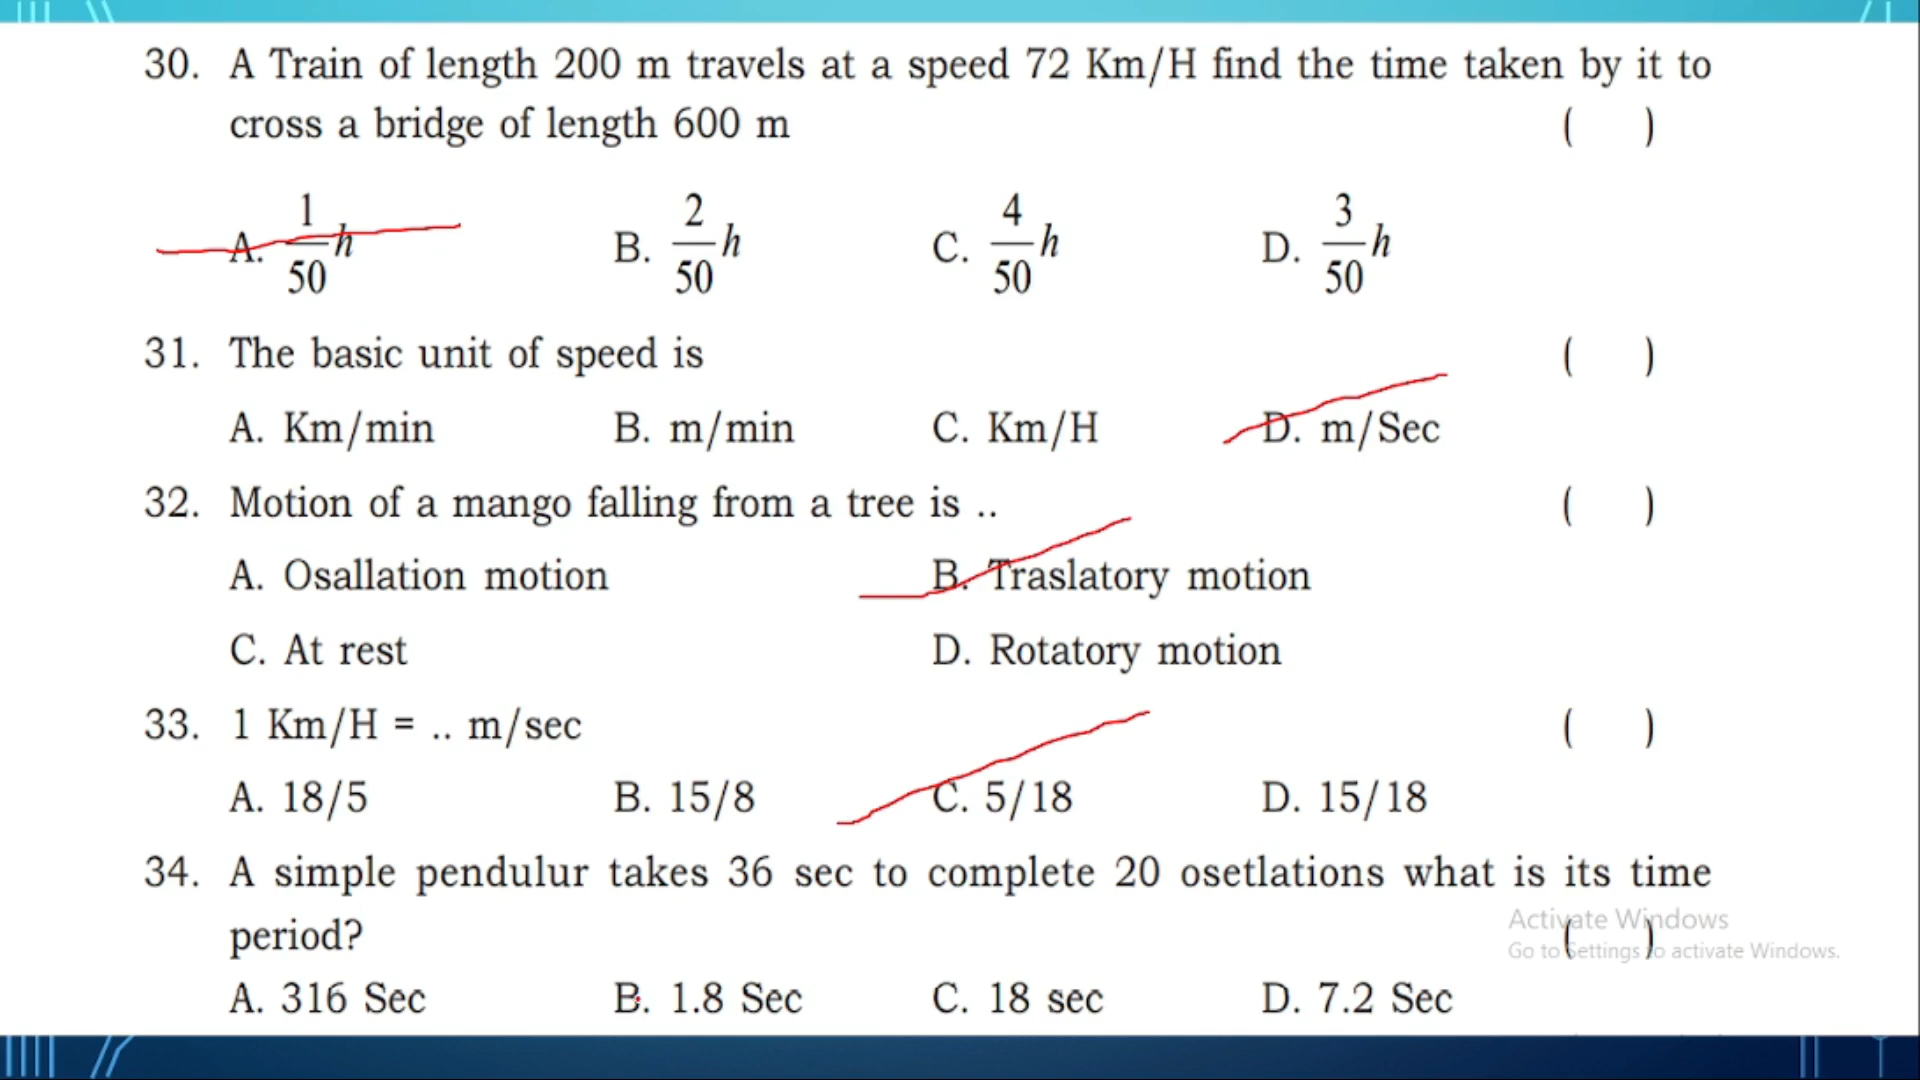 30. A Train of length 200 m travels at a speed 72 Km/H find the time taken by it to
cross a bridge of length 600 m ( )
A. 1/50 h B. 2/50 h C. 4/50 h D. 3/50 h
31. The basic unit of speed is ( )
A. Km/min B. m/min C. Km/H D. m/Sec
32. Motion of a mango falling from a tree is .. ( )
A. Osallation motion B. Traslatory motion
C. At rest D. Rotatory motion
33. 1 Km/H = .. m/sec ( )
A. 18/5 B. 15/8 C. 5/18 D. 15/18
34. A simple pendulur takes 36 sec to complete 20 osetlations what is its time
period? ( )
Activate Windows
Go to Settings to activate Windows.
A. 316 Sec B. 1.8 Sec C. 18 sec D. 7.2 Sec